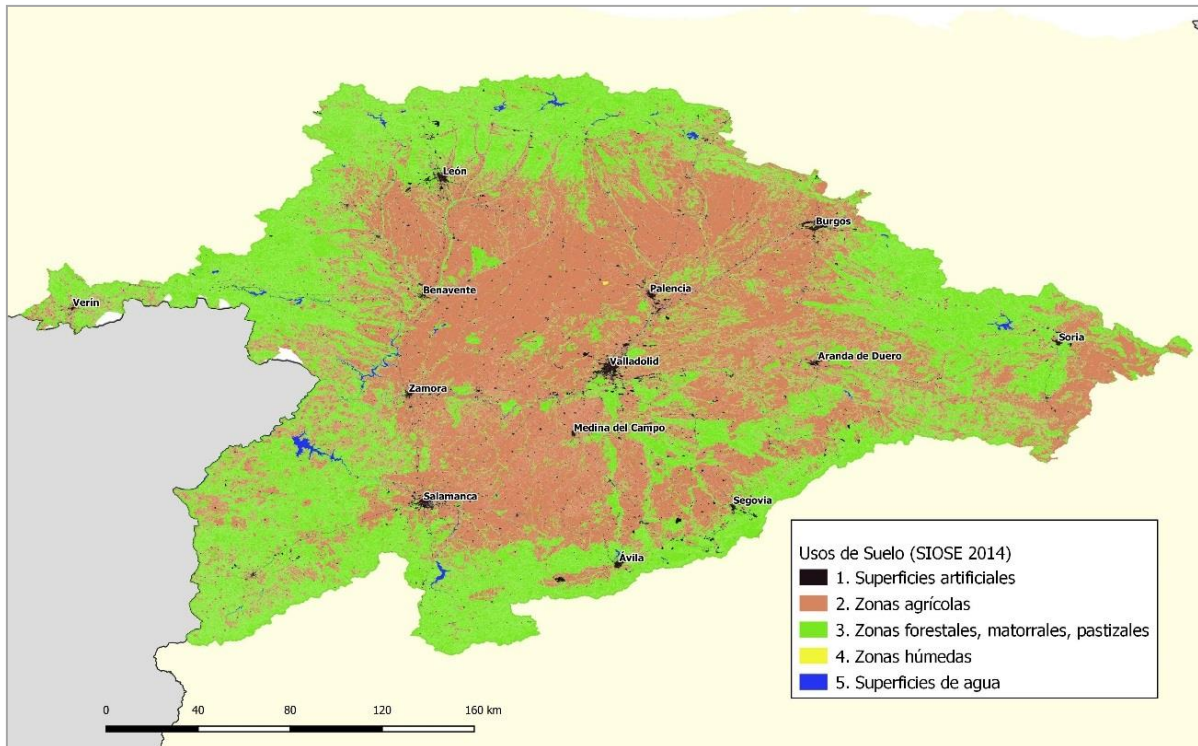 León
Burgos
Verín
Benavente
Palencia
Soria
Valladolid
Aranda de Duero
Zamora
Medina del Campo
Salamanca
Segovia
Ávila
Usos de Suelo (SIOSE 2014)
1. Superficies artificiales
2. Zonas agrícolas
3. Zonas forestales, matorrales, pastizales
4. Zonas húmedas
5. Superficies de agua
0 40 80 120 160 km